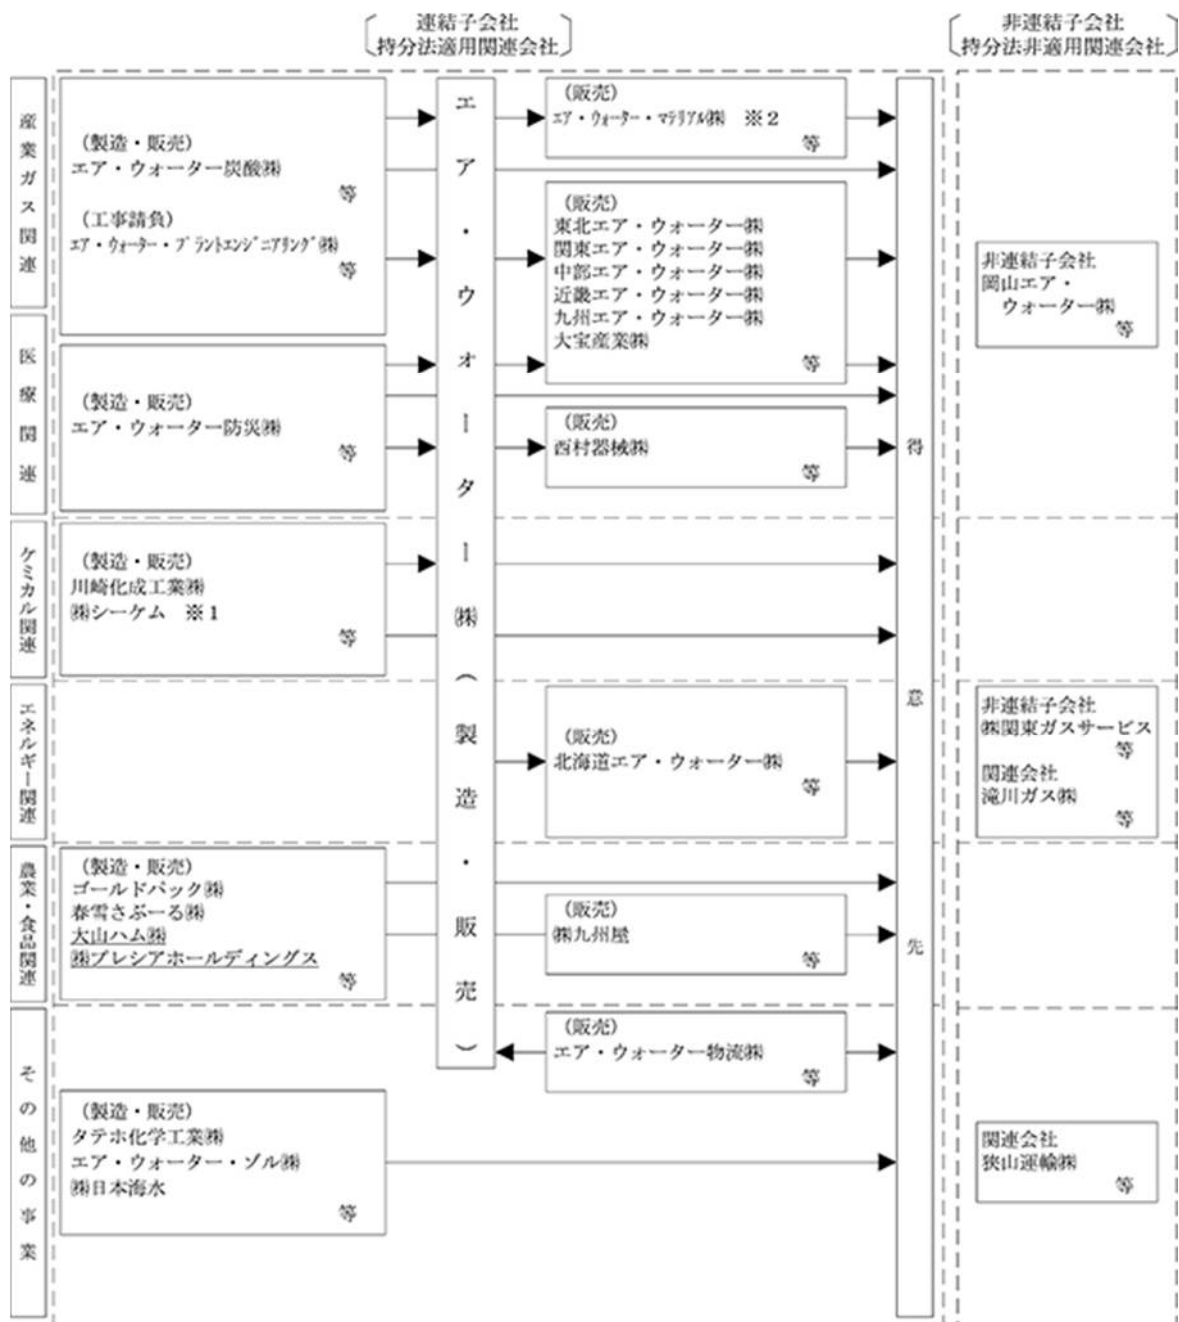 連結子会社
持分法適用関連会社
非連結子会社
持分法非適用関連会社
産業ガス関連
(製造・販売)
エア・ウォーター炭酸㈱
等
(工事請負)
エア・ウォーター・プラントエンジニアリング㈱
等
エア・ウォーター㈱(製造・販売)
(販売)
エア・ウォーター・マテリアル㈱ ※2
等
(販売)
東北エア・ウォーター㈱
関東エア・ウォーター㈱
中部エア・ウォーター㈱
近畿エア・ウォーター㈱
九州エア・ウォーター㈱
大宝産業㈱
等
得意先
非連結子会社
岡山エア・
ウォーター㈱
等
医療関連
(製造・販売)
エア・ウォーター防災㈱
等
(販売)
西村器械㈱
等
ケミカル関連
(製造・販売)
川崎化成工業㈱
㈱シーケム ※1
等
エネルギー関連
(販売)
北海道エア・ウォーター㈱
等
非連結子会社
㈱関東ガスサービス
等
関連会社
滝川ガス㈱
等
農業・食品関連
(製造・販売)
ゴールドパック㈱
春雪さぶーる㈱
大山ハム㈱
㈱プレシアホールディングス
等
(販売)
㈱九州屋
等
その他の事業
(販売)
エア・ウォーター物流㈱
等
(製造・販売)
タテホ化学工業㈱
エア・ウォーター・ゾル㈱
㈱日本海水
等
関連会社
狭山運輸㈱
等